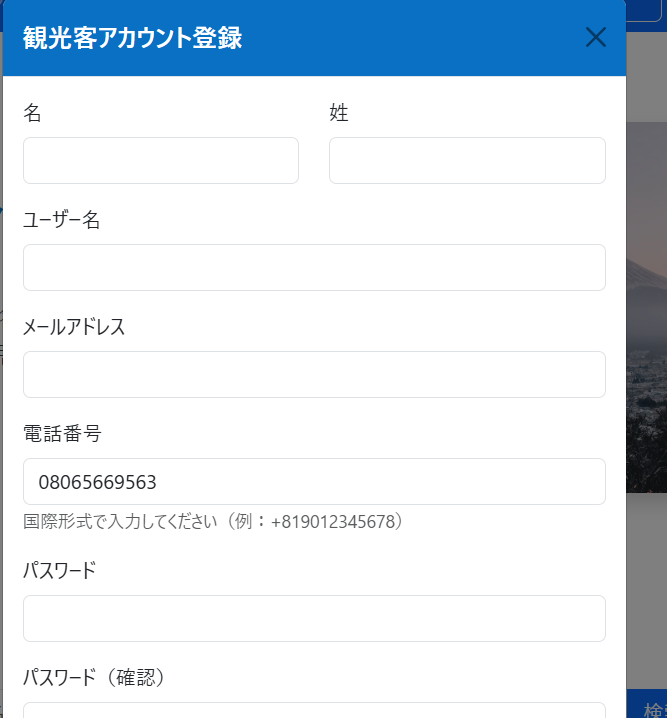 観光客アカウント登録
名
姓
ユーザー名
メールアドレス
電話番号
08065669563
国際形式で入力してください（例：+819012345678）
パスワード
パスワード（確認）